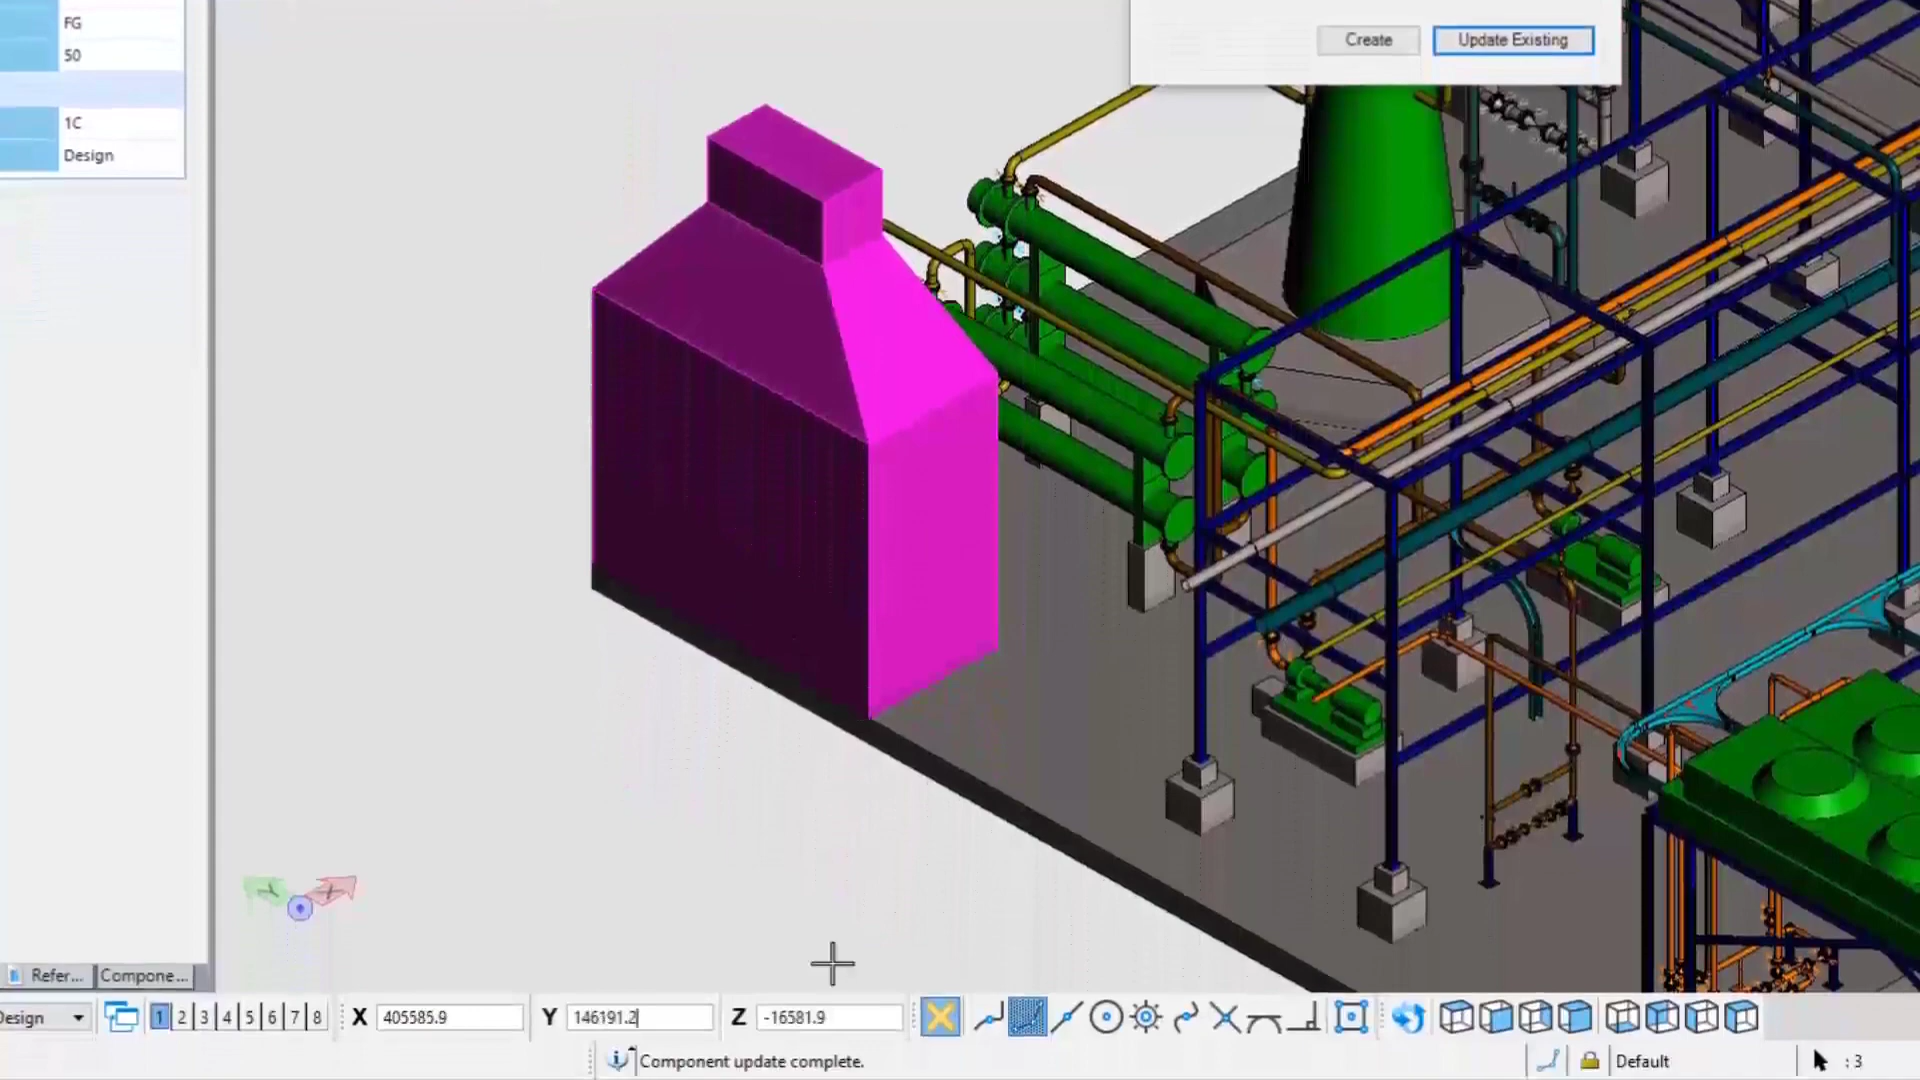 FG
50
1C
Design
Create
Update Existing
Refer...
Compone...
Design
1 2 3 4 5 6 7 8
X 405585.9
Y 146191.2
Z -16581.9
Component update complete.
Default
: 3